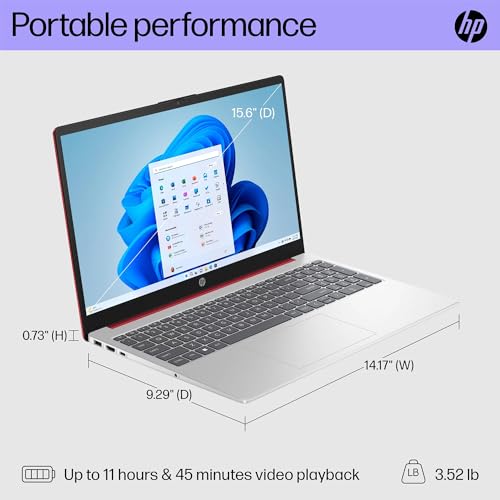 Portable performance
hp
15.6" (D)
hp
0.73" (H)
14.17" (W)
9.29" (D)
Up to 11 hours & 45 minutes video playback
LB
3.52 lb